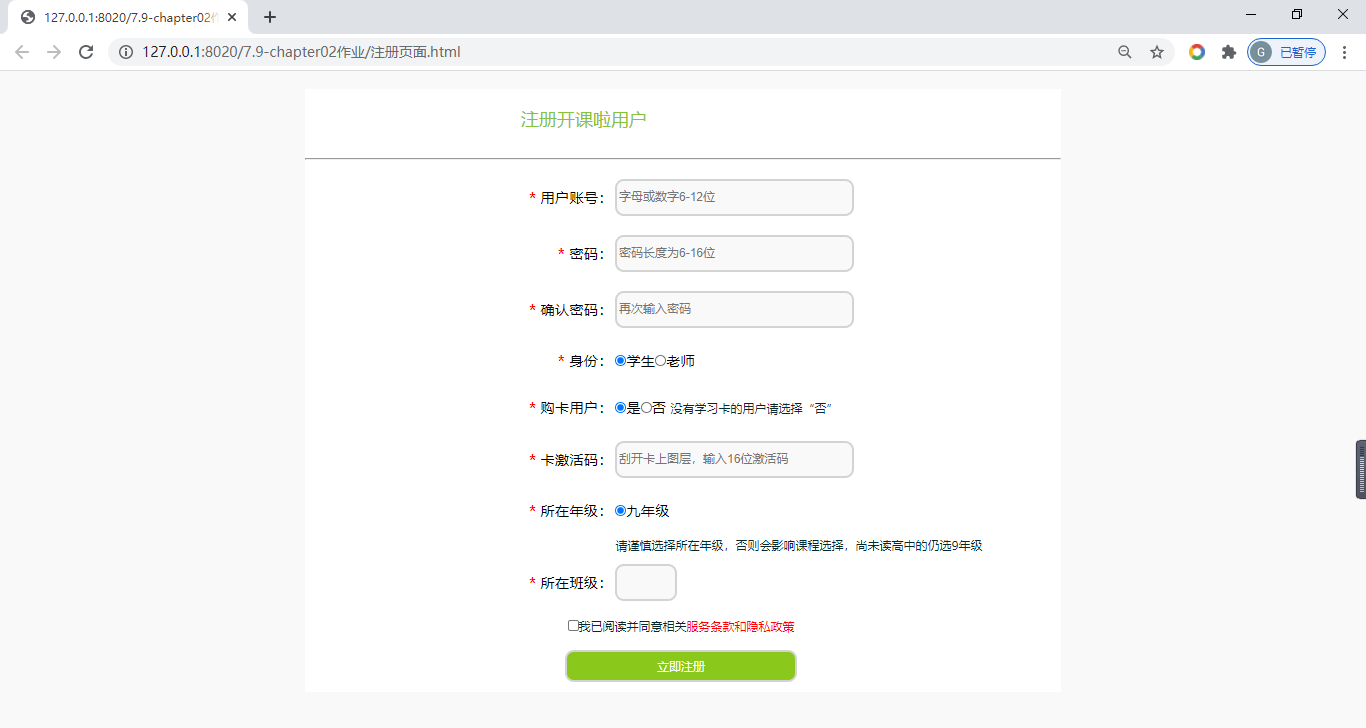 127.0.0.1:8020/7.9-chapter02作
127.0.0.1:8020/7.9-chapter02作业/注册页面.html
G 已暂停
注册开课啦用户
* 用户账号： 字母或数字6-12位
* 密码： 密码长度为6-16位
* 确认密码： 再次输入密码
* 身份： 学生 老师
* 购卡用户： 是 否 没有学习卡的用户请选择“否”
* 卡激活码： 刮开卡上图层，输入16位激活码
* 所在年级： 九年级
请谨慎选择所在年级，否则会影响课程选择，尚未读高中的仍选9年级
* 所在班级：
我已阅读并同意相关服务条款和隐私政策
立即注册